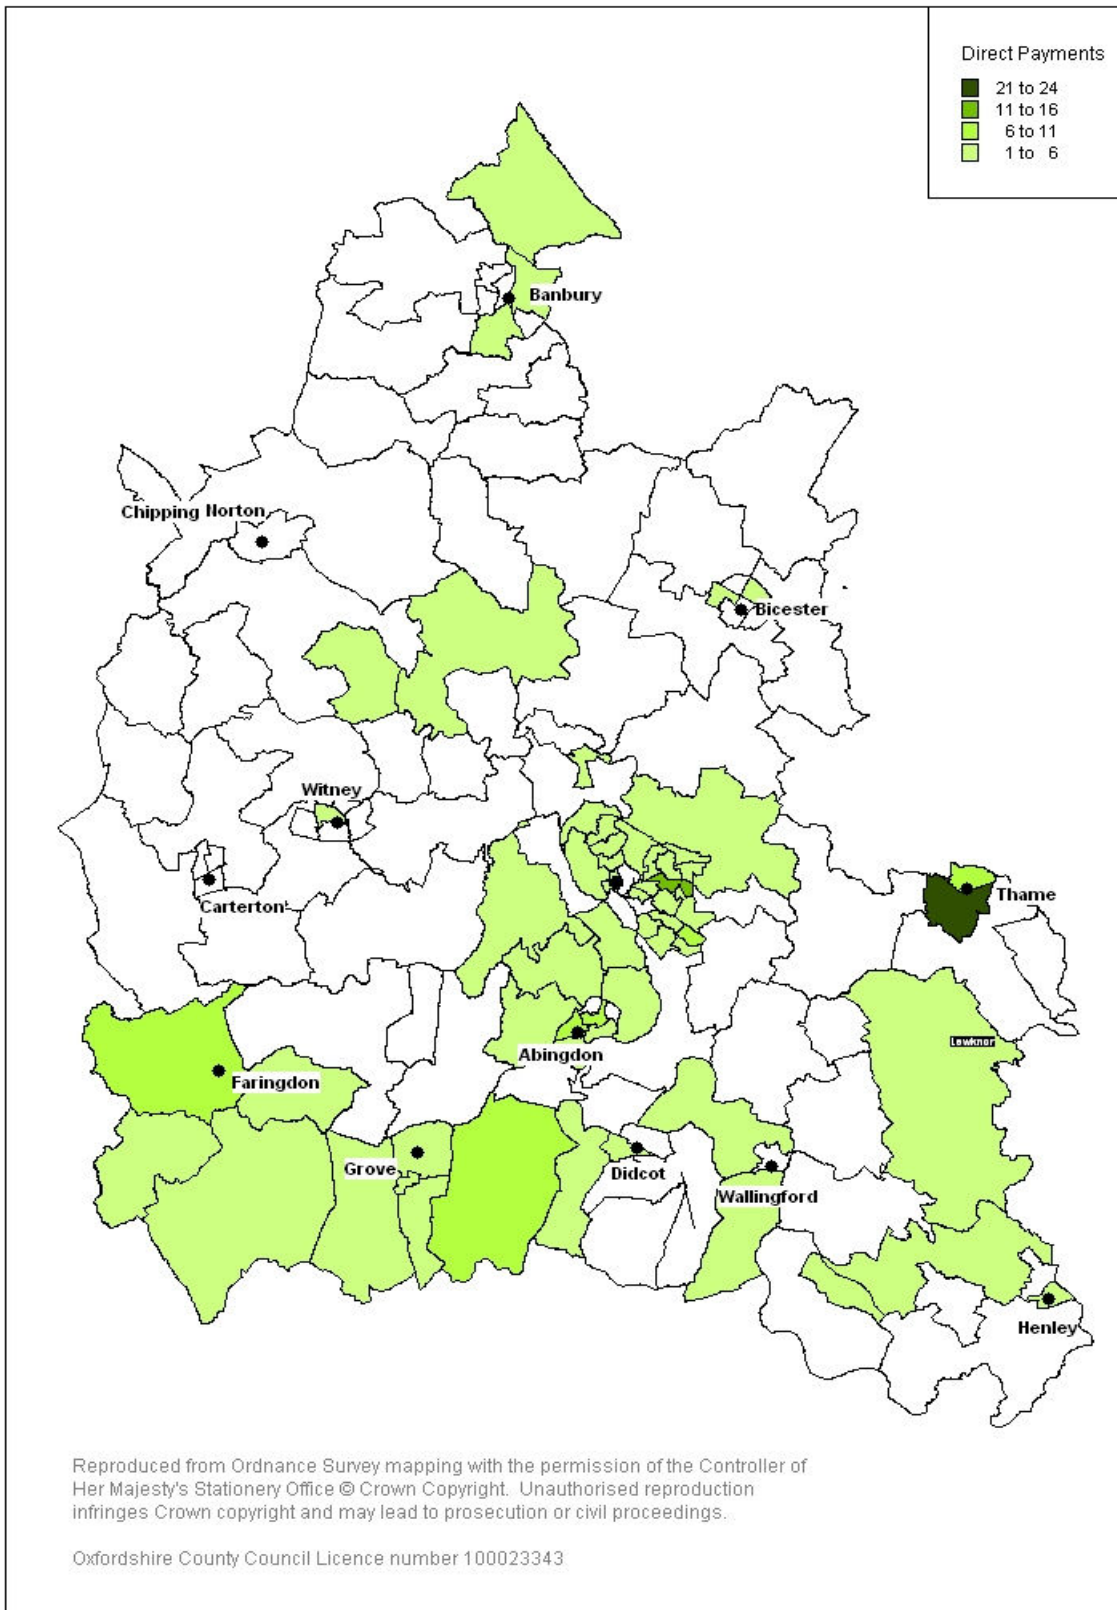 Direct Payments
21 to 24
11 to 16
6 to 11
1 to 6
Banbury
Chipping Norton
Bicester
Witney
Carterton
Thame
Lewknor
Abingdon
Faringdon
Grove
Didcot
Wallingford
Henley
Reproduced from Ordnance Survey mapping with the permission of the Controller of
Her Majesty's Stationery Office © Crown Copyright. Unauthorised reproduction
infringes Crown copyright and may lead to prosecution or civil proceedings.
Oxfordshire County Council Licence number 100023343